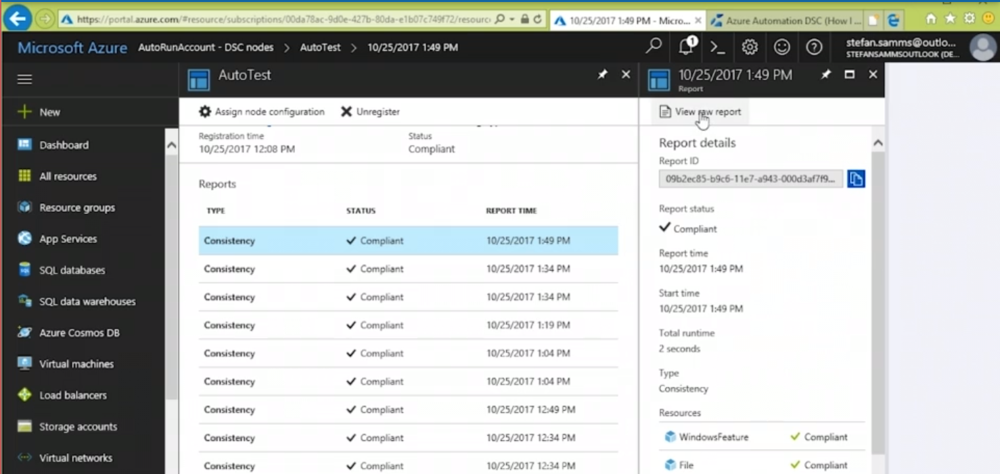 https://portal.azure.com/#resource/subscriptions/00da78ac-9d0e-427b-80da-e1b07c749f72/resourc
10/25/2017 1:49 PM - Micro...
Azure Automation DSC (How I ...
Microsoft Azure AutoRunAccount - DSC nodes > AutoTest > 10/25/2017 1:49 PM
1
stefan.samms@outlo...
STEFANSAMMSOUTLOOK (DE...
New
Dashboard
All resources
Resource groups
App Services
SQL databases
SQL data warehouses
Azure Cosmos DB
Virtual machines
Load balancers
Storage accounts
Virtual networks
AutoTest
Assign node configuration Unregister
Registration time Status
10/25/2017 12:08 PM Compliant
Reports
TYPE STATUS REPORT TIME
Consistency Compliant 10/25/2017 1:49 PM
Consistency Compliant 10/25/2017 1:34 PM
Consistency Compliant 10/25/2017 1:34 PM
Consistency Compliant 10/25/2017 1:19 PM
Consistency Compliant 10/25/2017 1:04 PM
Consistency Compliant 10/25/2017 1:04 PM
Consistency Compliant 10/25/2017 12:49 PM
Consistency Compliant 10/25/2017 12:34 PM
Consistency Compliant 10/25/2017 12:34 PM
10/25/2017 1:49 PM
Report
View raw report
Report details
Report ID
09b2ec85-b9c6-11e7-a943-000d3af7f9...
Report status
Compliant
Report time
10/25/2017 1:49 PM
Start time
10/25/2017 1:49 PM
Total runtime
2 seconds
Type
Consistency
Resources
WindowsFeature Compliant
File Compliant